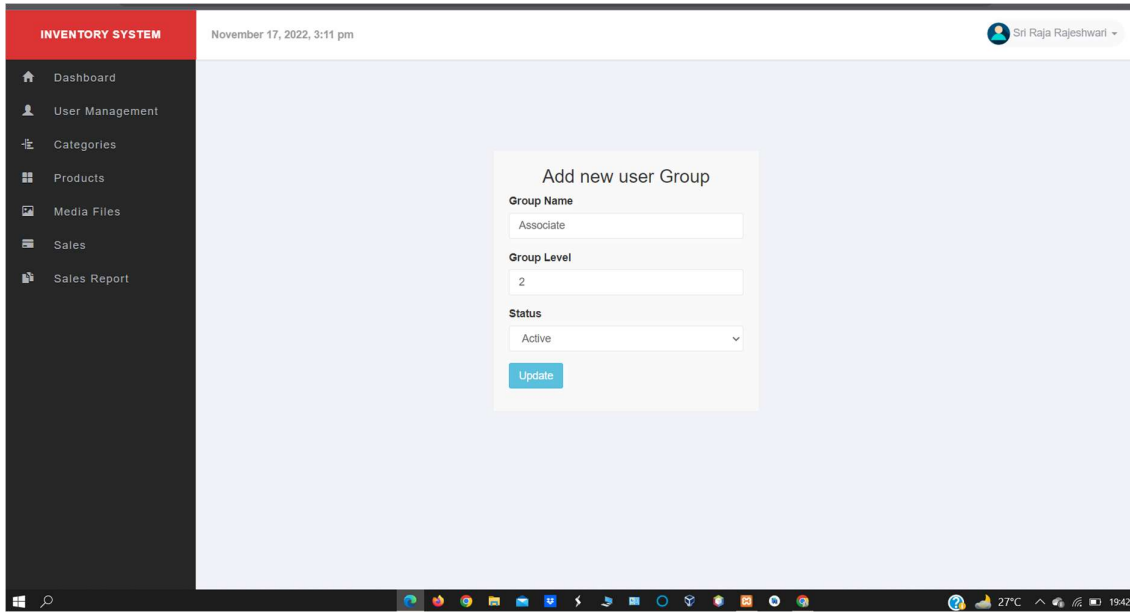 INVENTORY SYSTEM
November 17, 2022, 3:11 pm
Sri Raja Rajeshwari
Dashboard
User Management
Categories
Products
Media Files
Sales
Sales Report
Add new user Group
Group Name
Associate
Group Level
2
Status
Active
Update
27°C
19:42